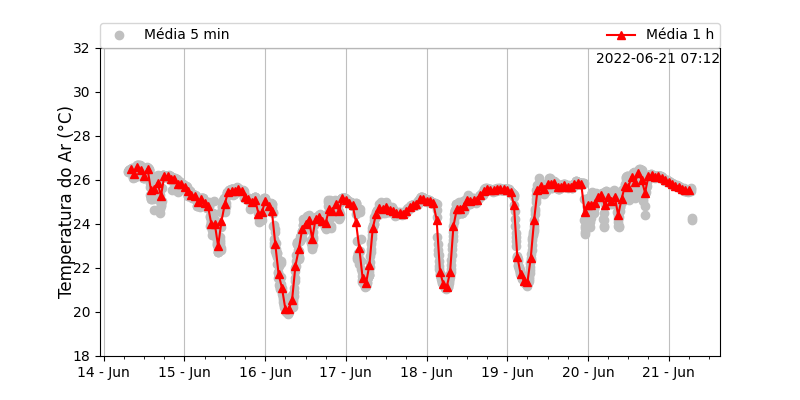 Média 5 min
Média 1 h
2022-06-21 07:12
Temperatura do Ar (°C)
32
30
28
26
24
22
20
18
14 - Jun
15 - Jun
16 - Jun
17 - Jun
18 - Jun
19 - Jun
20 - Jun
21 - Jun